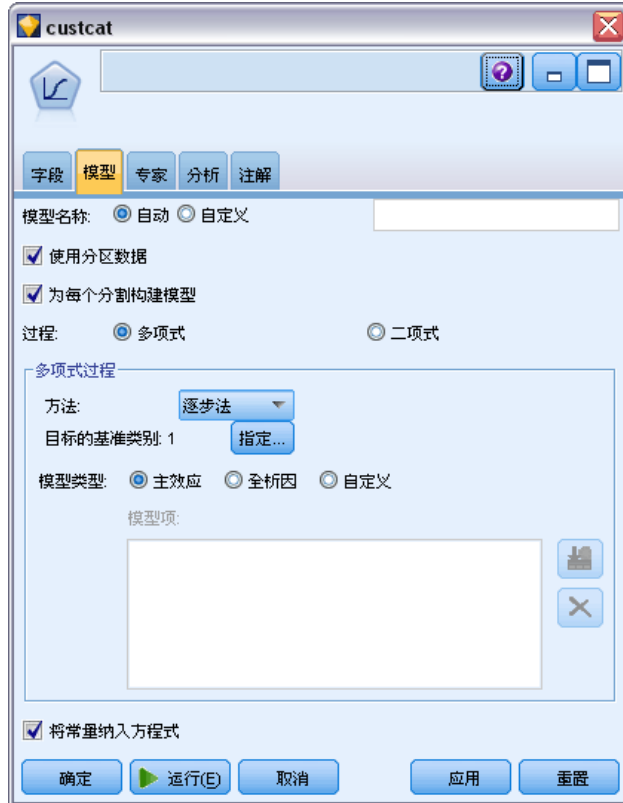 custcat
字段 模型 专家 分析 注解
模型名称: 自动 自定义
使用分区数据
为每个分割构建模型
过程: 多项式 二项式
多项式过程
方法: 逐步法
目标的基准类别: 1 指定...
模型类型: 主效应 全析因 自定义
模型项:
将常量纳入方程式
确定 运行(E) 取消 应用 重置